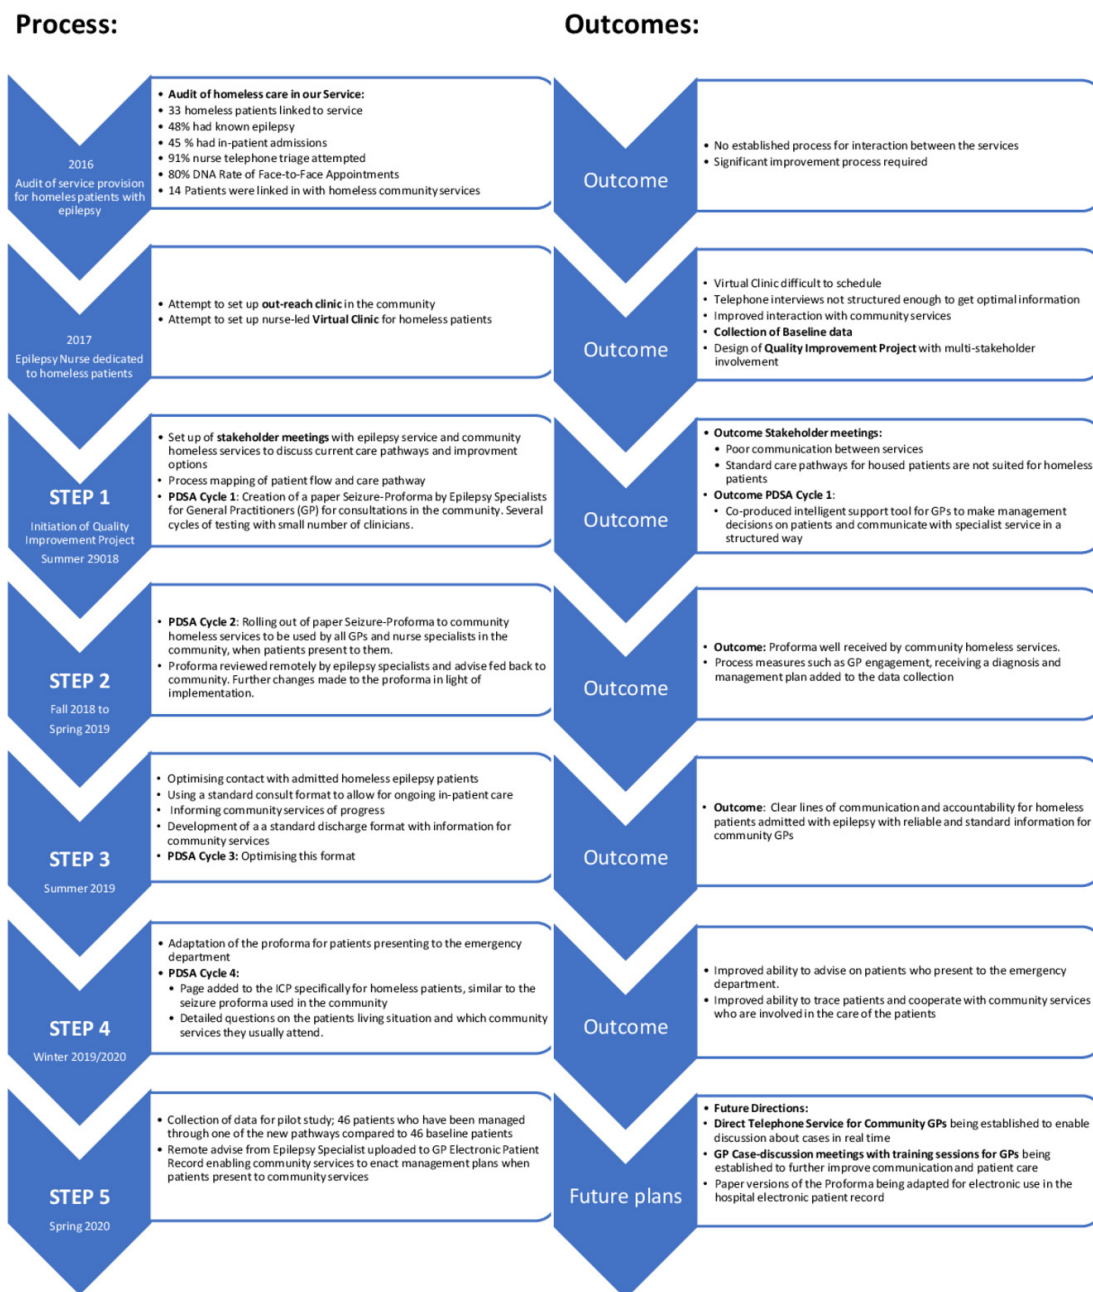 Process:
Outcomes:
2016
Audit of service provision
for homeles patients with
epilepsy
• Audit of homeless care in our Service:
• 33 homeless patients linked to service
• 48% had known epilepsy
• 45 % had in-patient admissions
• 91% nurse telephone triage attempted
• 80% DNA Rate of Face-to-Face Appointments
• 14 Patients were linked in with homeless community services
Outcome
• No established process for interaction between the services
• Significant improvement process required
2017
Epilepsy Nurse dedicated
to homeless patients
• Attempt to set up out-reach clinic in the community
• Attempt to set up nurse-led Virtual Clinic for homeless patients
Outcome
• Virtual Clinic difficult to schedule
• Telephone interviews not structured enough to get optimal information
• Improved interaction with community services
• Collection of Baseline data
• Design of Quality Improvement Project with multi-stakeholder
involvement
STEP 1
Initiation of Quality
Improvement Project
Summer 29018
• Set up of stakeholder meetings with epilepsy service and community
homeless services to discuss current care pathways and improvment
options
• Process mapping of patient flow and care pathway
• PDSA Cycle 1: Creation of a paper Seizure-Proforma by Epilepsy Specialists
for General Practitioners (GP) for consultations in the community. Several
cycles of testing with small number of clinicians.
Outcome
• Outcome Stakeholder meetings:
• Poor communication between services
• Standard care pathways for housed patients are not suited for homeless
patients
• Outcome PDSA Cycle 1:
• Co-produced intelligent support tool for GPs to make management
decisions on patients and communicate with specialist service in a
structured way
STEP 2
Fall 2018 to
Spring 2019
• PDSA Cycle 2: Rolling out of paper Seizure-Proforma to community
homeless services to be used by all GPs and nurse specialists in the
community, when patients present to them.
• Proforma reviewed remotely by epilepsy specialists and advise fed back to
community. Further changes made to the proforma in light of
implementation.
Outcome
• Outcome: Proforma well received by community homeless services.
• Process measures such as GP engagement, receiving a diagnosis and
management plan added to the data collection
STEP 3
Summer 2019
• Optimising contact with admitted homeless epilepsy patients
• Using a standard consult format to allow for ongoing in-patient care
• Informing community services of progress
• Development of a a standard discharge format with information for
community services
• PDSA Cycle 3: Optimising this format
Outcome
• Outcome: Clear lines of communication and accountability for homeless
patients admitted with epilepsy with reliable and standard information for
community GPs
STEP 4
Winter 2019/2020
• Adaptation of the proforma for patients presenting to the emergency
department
• PDSA Cycle 4:
• Page added to the ICP specifically for homeless patients, similar to the
seizure proforma used in the community
• Detailed questions on the patients living situation and which community
services they usually attend.
Outcome
• Improved ability to advise on patients who present to the emergency
department.
• Improved ability to trace patients and cooperate with community services
who are involved in the care of the patients
STEP 5
Spring 2020
• Collection of data for pilot study; 46 patients who have been managed
through one of the new pathways compared to 46 baseline patients
• Remote advise from Epilepsy Specialist uploaded to GP Electronic Patient
Record enabling community services to enact management plans when
patients present to community services
Future plans
• Future Directions:
• Direct Telephone Service for Community GPs being established to enable
discussion about cases in real time
• GP Case-discussion meetings with training sessions for GPs being
established to further improve communication and patient care
• Paper versions of the Proforma being adapted for electronic use in the
hospital electronic patient record